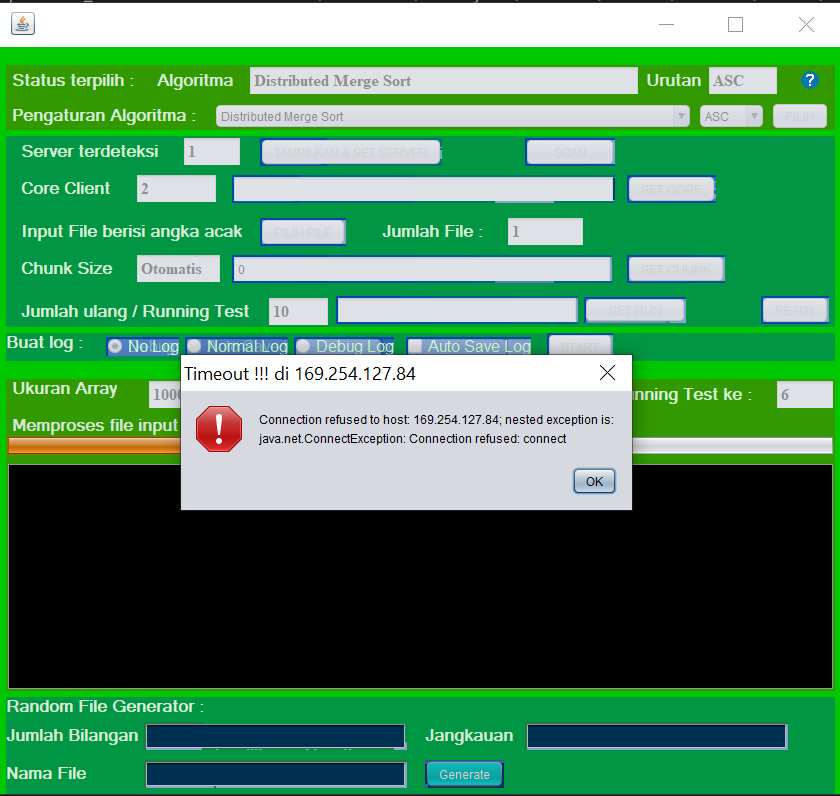 Status terpilih : Algoritma Distributed Merge Sort Urutan ASC ?
Pengaturan Algoritma : Distributed Merge Sort ASC PILIH
Server terdeteksi 1 TAMPILKAN & SET SERVER SCAN
Core Client 2 SET CORE
Input File berisi angka acak PILIH FILE Jumlah File : 1
Chunk Size Otomatis 0 SET CHUNK
Jumlah ulang / Running Test 10 SET RUN READY
Buat log : No Log Normal Log Debug Log Auto Save Log START
Timeout !!! di 169.254.127.84
Ukuran Array 1000 nning Test ke : 6
Connection refused to host: 169.254.127.84; nested exception is:
Memproses file input
java.net.ConnectException: Connection refused: connect
OK
Random File Generator :
Jumlah Bilangan Jangkauan
Nama File Generate